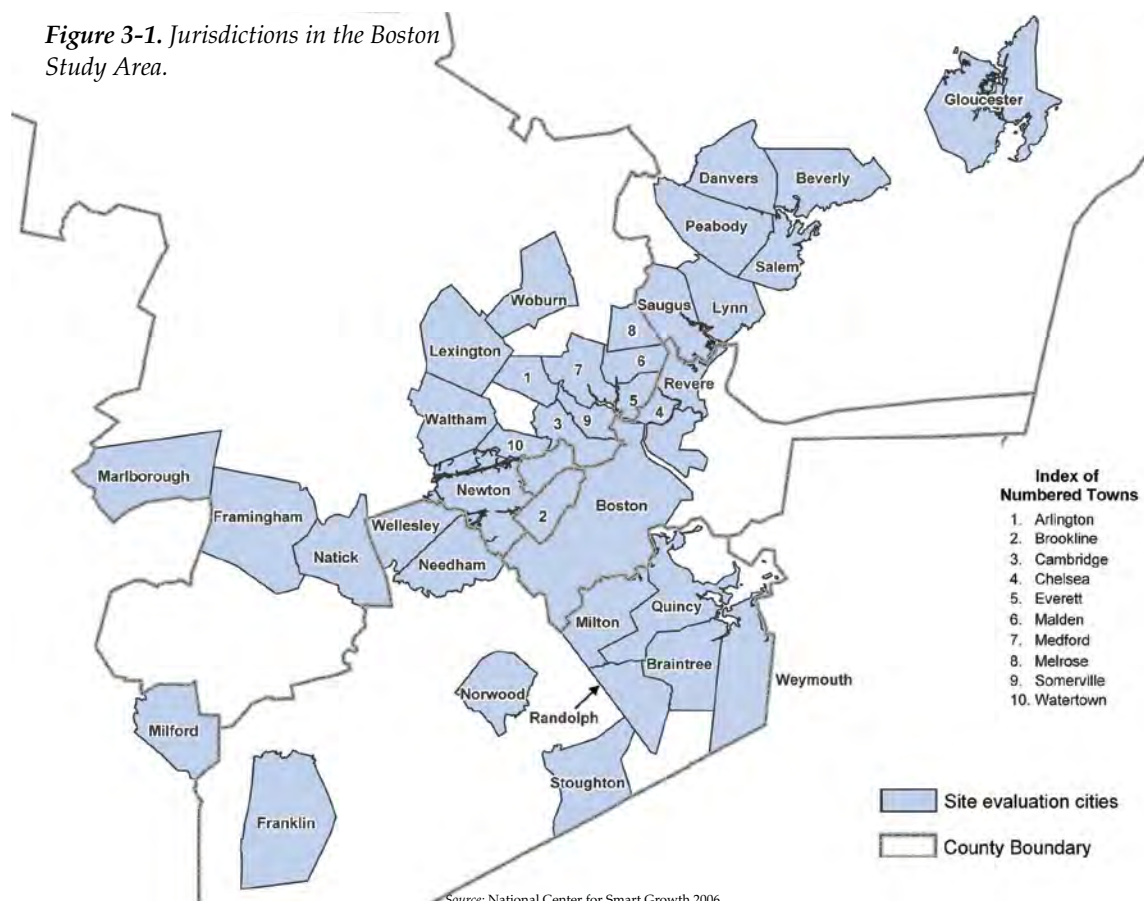 Figure 3-1. Jurisdictions in the Boston
Study Area.
Gloucester
Danvers
Beverly
Peabody
Salem
Woburn
Saugus
Lynn
8
Lexington
6
7
1
Revere
5
4
Waltham
3
9
10
Marlborough
Newton
Framingham
Boston
2
Wellesley
Natick
Needham
Quincy
Milton
Braintree
Weymouth
Norwood
Randolph
Milford
Stoughton
Franklin
Index of
Numbered Towns
1. Arlington
2. Brookline
3. Cambridge
4. Chelsea
5. Everett
6. Malden
7. Medford
8. Melrose
9. Somerville
10. Watertown
Site evaluation cities
County Boundary
Source: National Center for Smart Growth 2006